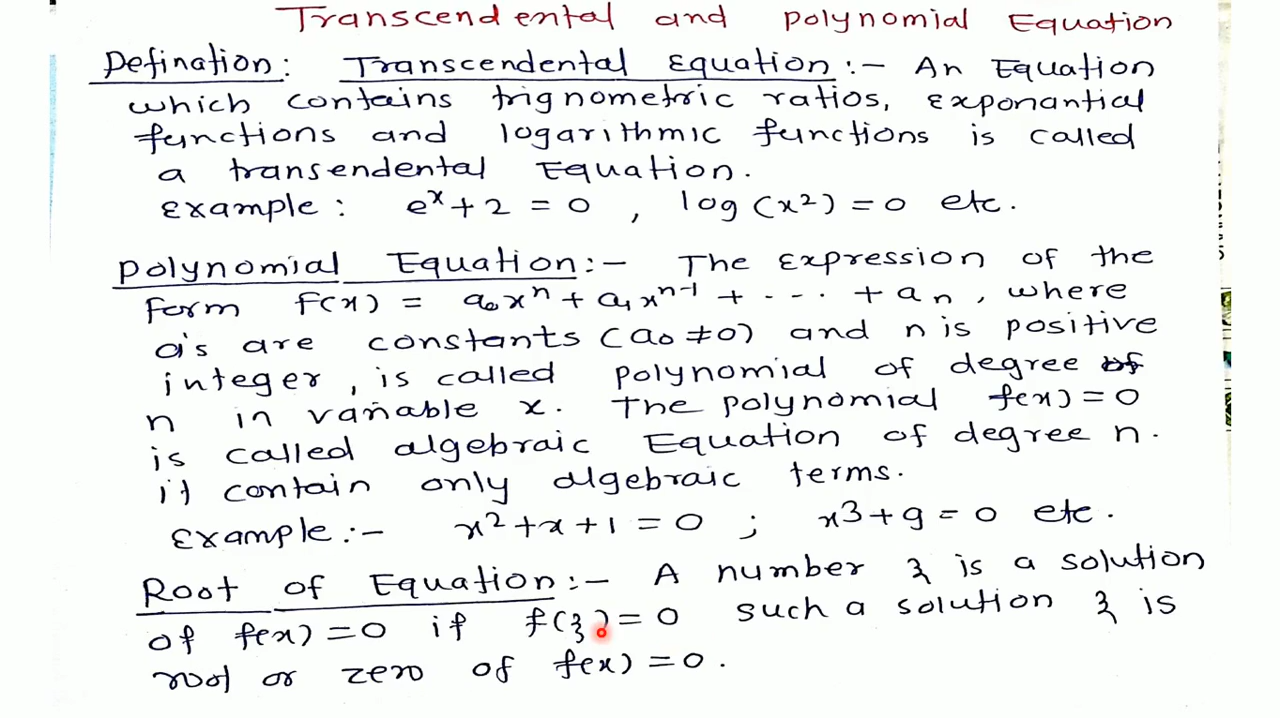 Transcendental and polynomial Equation
Defination: Transcendental Equation :- An Equation
which contains trignometric ratios, exponantial
functions and logarithmic functions is called
a transendental Equation.
Example : eˣ + 2 = 0 , log(x²) = 0 etc.
polynomial Equation :- The Expression of the
form f(x) = a₀xⁿ + a₁xⁿ⁻¹ + - - - + aₙ , where
a's are constants (a₀ ≠ 0) and n is positive
integer, is called polynomial of degree of
n in variable x. The polynomial f(x) = 0
is called algebraic Equation of degree n.
it contain only algebraic terms.
Example :- x² + x + 1 = 0 ; x³ + 9 = 0 etc.
Root of Equation :- A number ξ is a solution
of f(x) = 0 if f(ξ) = 0 such a solution ξ is
root or zero of f(x) = 0.